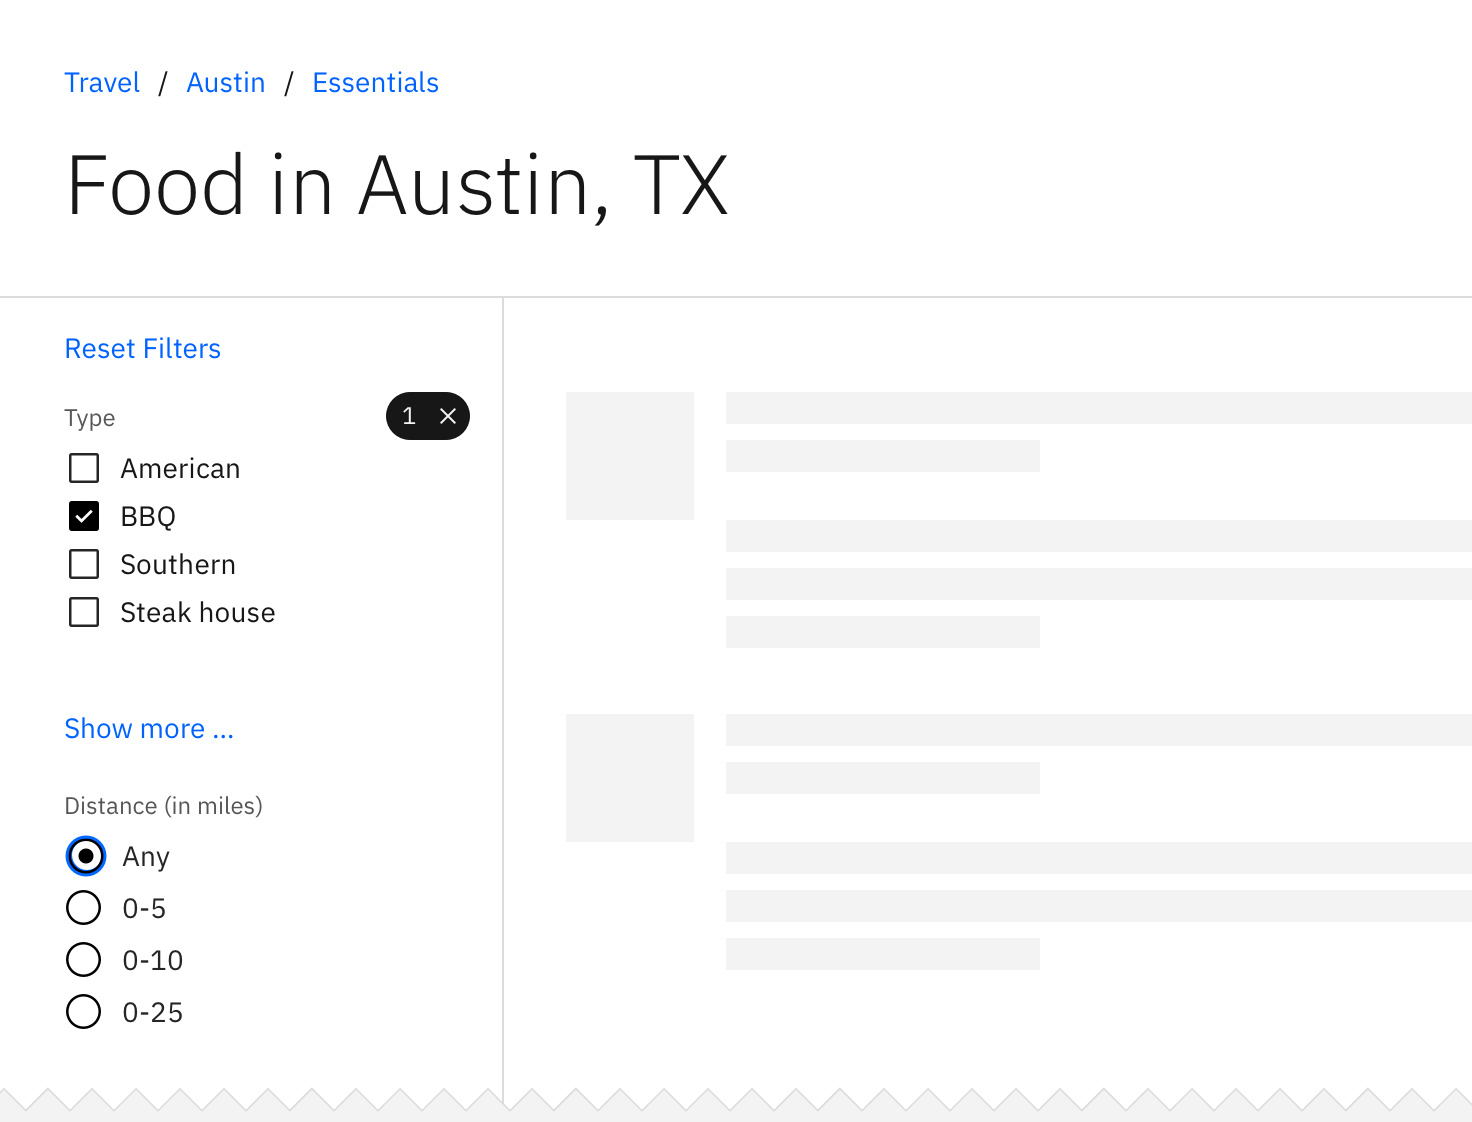 Travel / Austin / Essentials
Food in Austin, TX
Reset Filters
Type
1
American
BBQ
Southern
Steak house
Show more ...
Distance (in miles)
Any
0-5
0-10
0-25